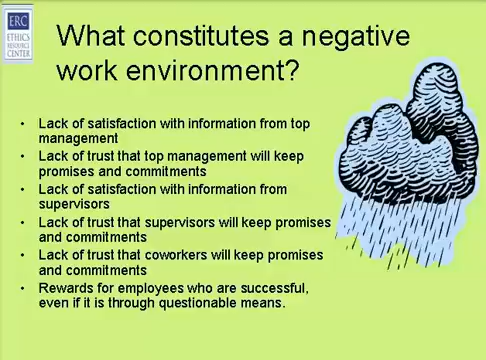 ERC
ETHICS
RESOURCE
CENTER
What constitutes a negative
work environment?
• Lack of satisfaction with information from top
management
• Lack of trust that top management will keep
promises and commitments
• Lack of satisfaction with information from
supervisors
• Lack of trust that supervisors will keep promises
and commitments
• Lack of trust that coworkers will keep promises
and commitments
• Rewards for employees who are successful,
even if it is through questionable means.